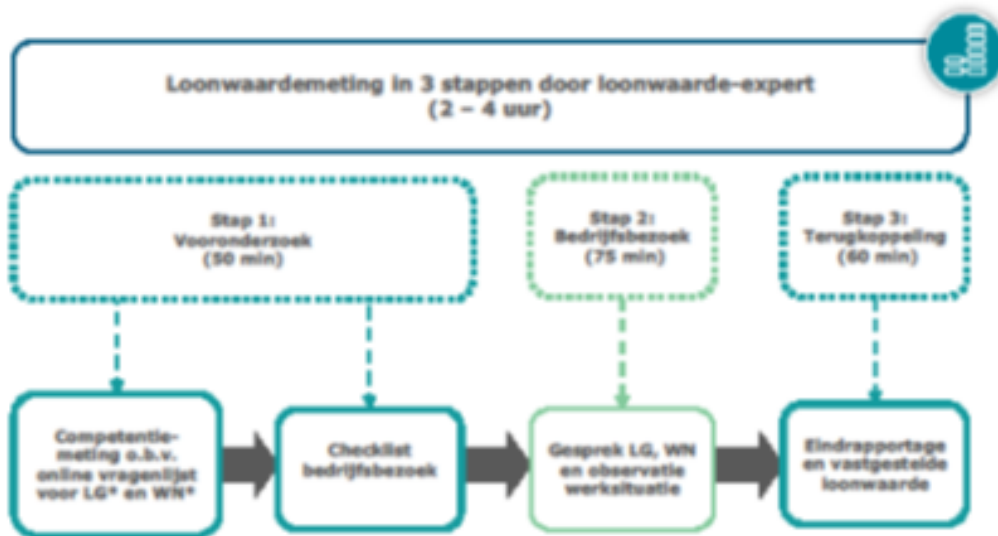 Loonwaardemeting in 3 stappen door loonwaarde-expert
(2 – 4 uur)
Stap 1:
Vooronderzoek
(50 min)
Stap 2:
Bedrijfsbezoek
(75 min)
Stap 3:
Terugkoppeling
(60 min)
Competentie-
meting o.b.v.
online vragenlijst
voor LG* en WN*
Checklist
bedrijfsbezoek
Gesprek LG, WN
en observatie
werksituatie
Eindrapportage
en vastgestelde
loonwaarde